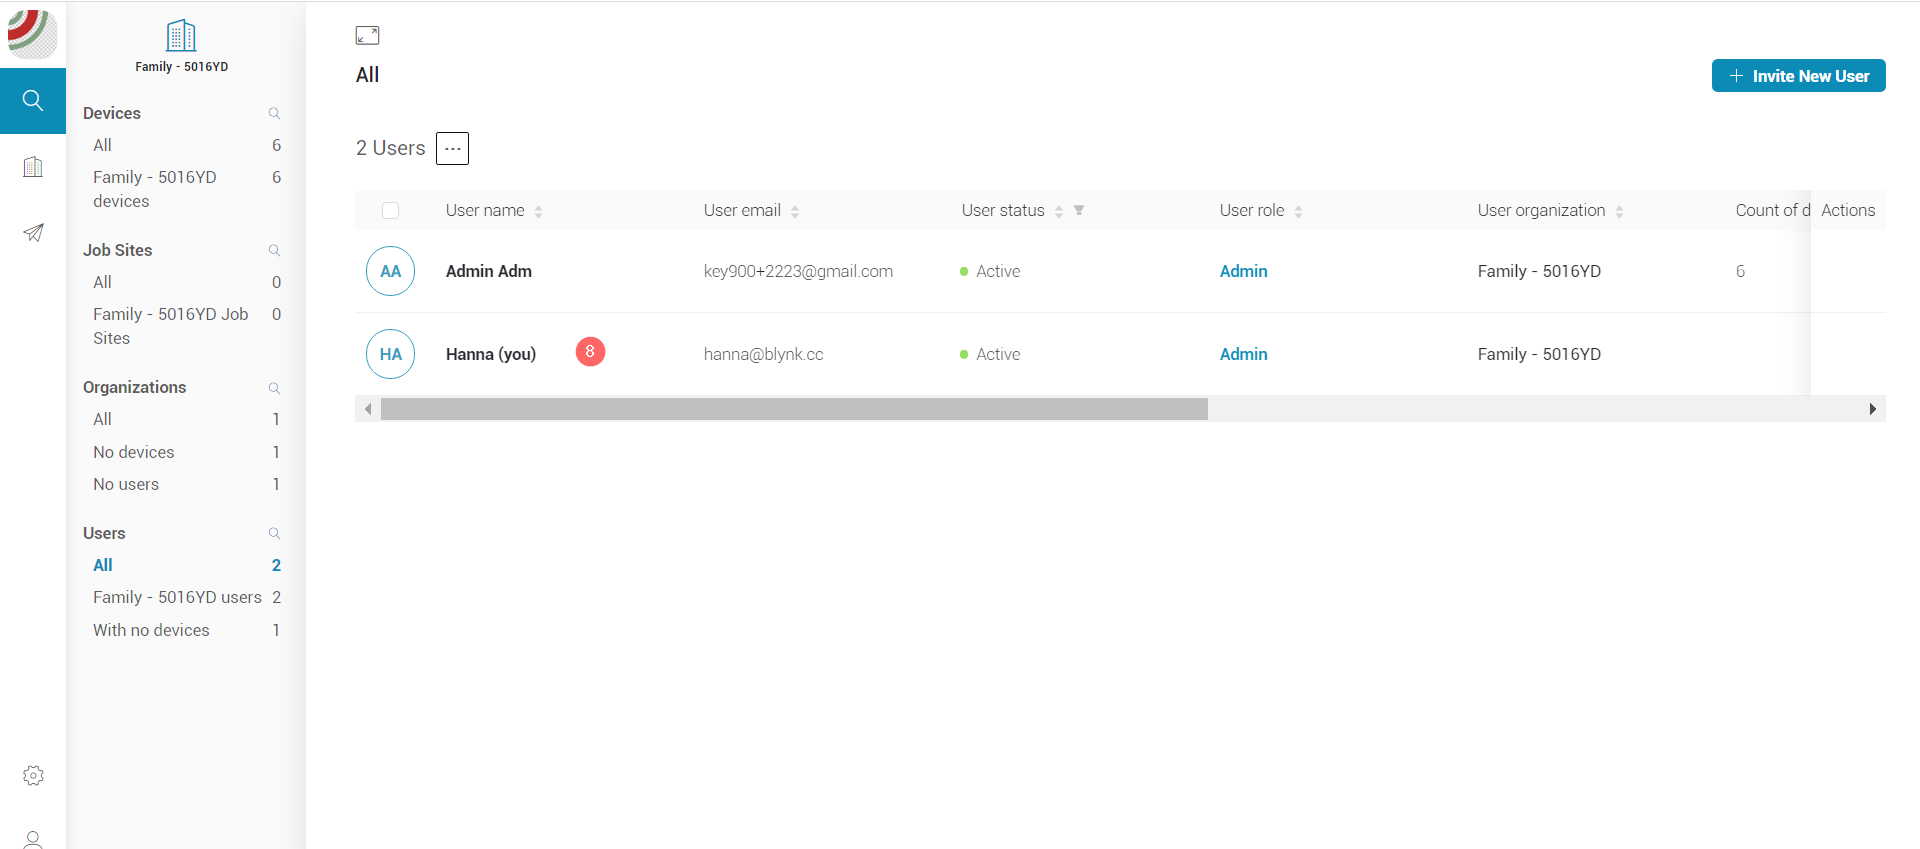 Family - 5016YD
Devices
All 6
Family - 5016YD 6
devices
Job Sites
All 0
Family - 5016YD Job 0
Sites
Organizations
All 1
No devices 1
No users 1
Users
All 2
Family - 5016YD users 2
With no devices 1
All
+ Invite New User
2 Users ...
User name User email User status User role User organization Count of d Actions
AA Admin Adm key900+2223@gmail.com Active Admin Family - 5016YD 6
HA Hanna (you) 8 hanna@blynk.cc Active Admin Family - 5016YD